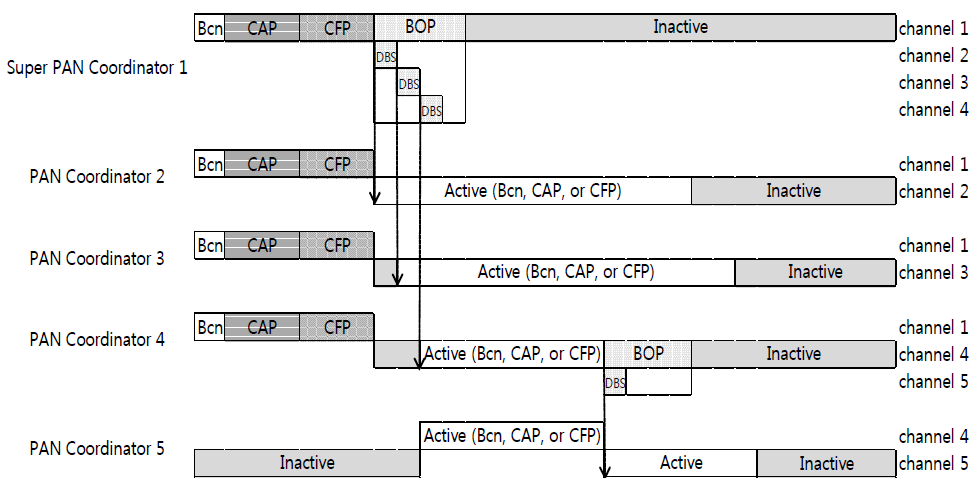 Bcn CAP CFP BOP Inactive channel 1
DBS channel 2
Super PAN Coordinator 1
DBS channel 3
DBS channel 4
Bcn CAP CFP channel 1
PAN Coordinator 2
Active (Bcn, CAP, or CFP) Inactive channel 2
Bcn CAP CFP channel 1
PAN Coordinator 3
Active (Bcn, CAP, or CFP) Inactive channel 3
Bcn CAP CFP channel 1
PAN Coordinator 4
Active (Bcn, CAP, or CFP) BOP Inactive channel 4
DBS channel 5
Active (Bcn, CAP, or CFP) channel 4
PAN Coordinator 5
Inactive Active Inactive channel 5